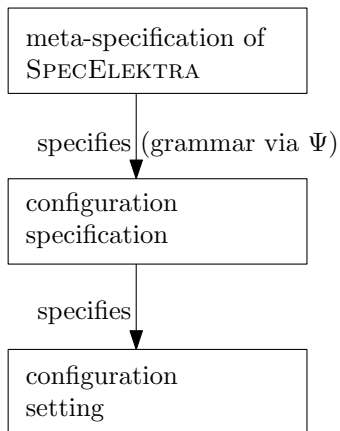 meta-specification of
SPECELEKTRA
specifies (grammar via Ψ)
configuration
specification
specifies
configuration
setting